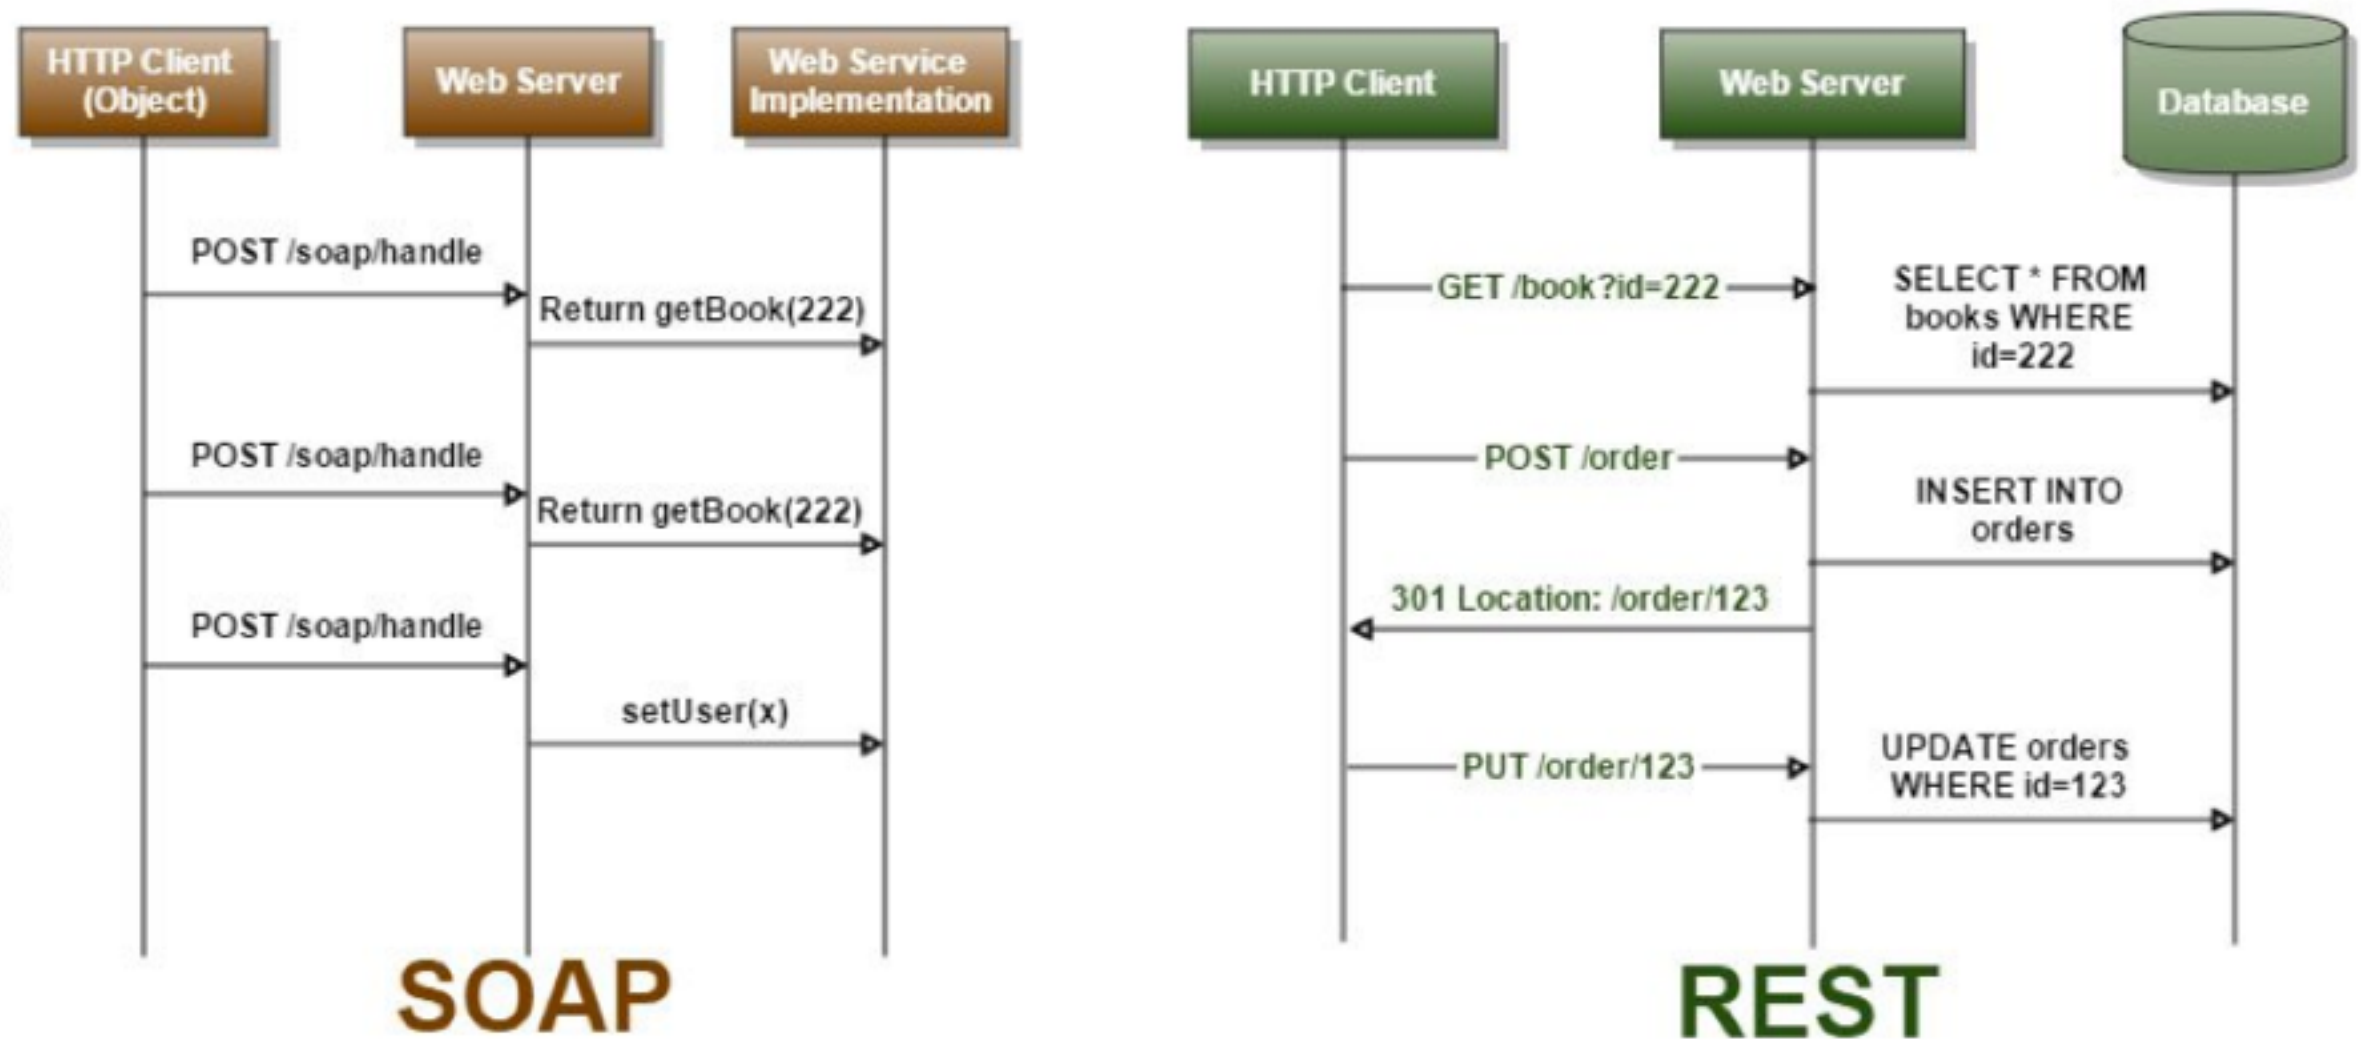 HTTP Client
(Object)
Web Server
Web Service
Implementation
POST /soap/handle
Return getBook(222)
POST /soap/handle
Return getBook(222)
POST /soap/handle
setUser(x)
SOAP
HTTP Client
Web Server
Database
GET /book?id=222
SELECT * FROM
books WHERE
id=222
POST /order
INSERT INTO
orders
301 Location: /order/123
PUT /order/123
UPDATE orders
WHERE id=123
REST